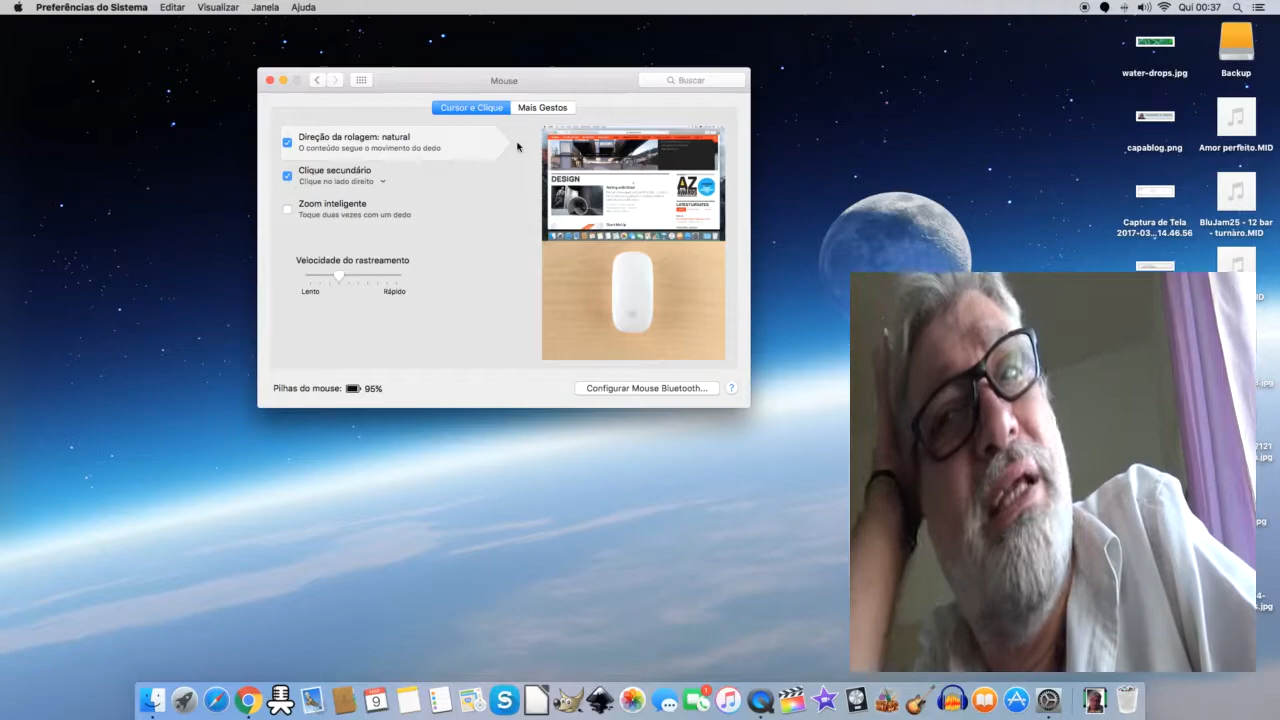 Preferências do Sistema Editar Visualizar Janela Ajuda
Qui 00:37
Mouse
Buscar
Cursor e Clique Mais Gestos
Direção da rolagem: natural
O conteúdo segue o movimento do dedo
Clique secundário
Clique no lado direito
Zoom inteligente
Toque duas vezes com um dedo
Velocidade do rastreamento
Lento Rápido
DESIGN
AZ
AWARDS
Pilhas do mouse: 95%
Configurar Mouse Bluetooth... ?
water-drops.jpg Backup
capablog.png Amor perfeito.MID
Captura de Tela
2017-03...14.46.56
BluJam25 - 12 bar
- turnaro.MID
9
1